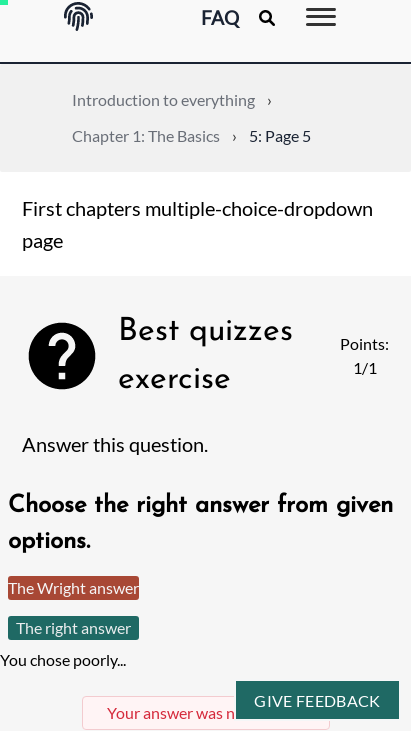 FAQ
Introduction to everything ›
Chapter 1: The Basics › 5: Page 5
First chapters multiple-choice-dropdown
page
Best quizzes
exercise
Points:
1/1
Answer this question.
Choose the right answer from given
options.
The Wright answer
The right answer
You chose poorly...
Your answer was
GIVE FEEDBACK